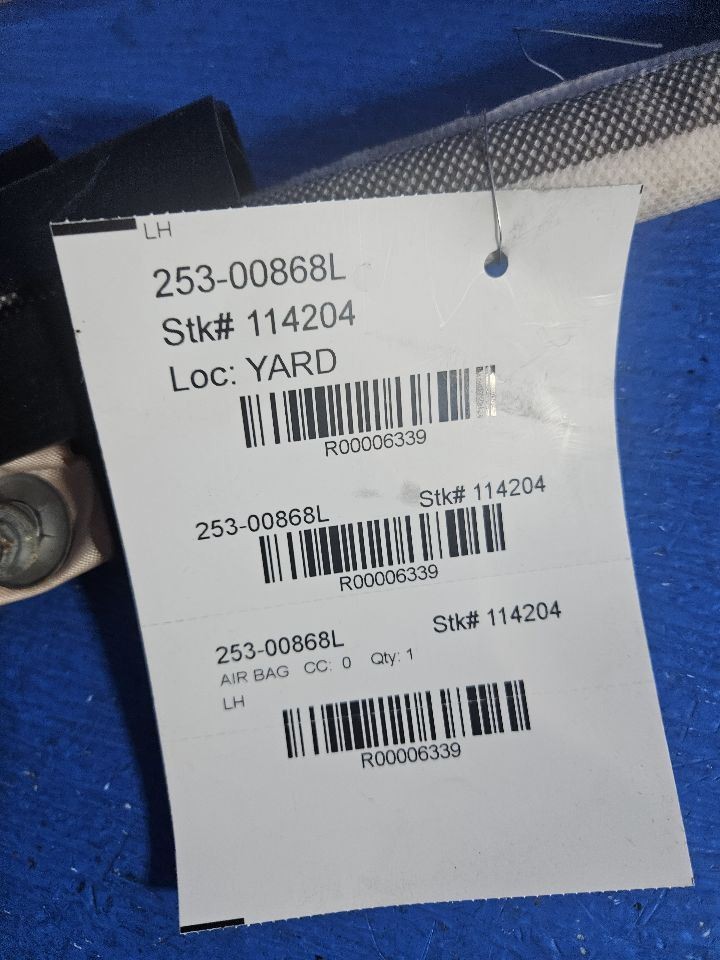 LH
253-00868L
Stk# 114204
Loc: YARD
R00006339
253-00868L Stk# 114204
R00006339
253-00868L Stk# 114204
AIR BAG CC: 0 Qty: 1
LH
R00006339